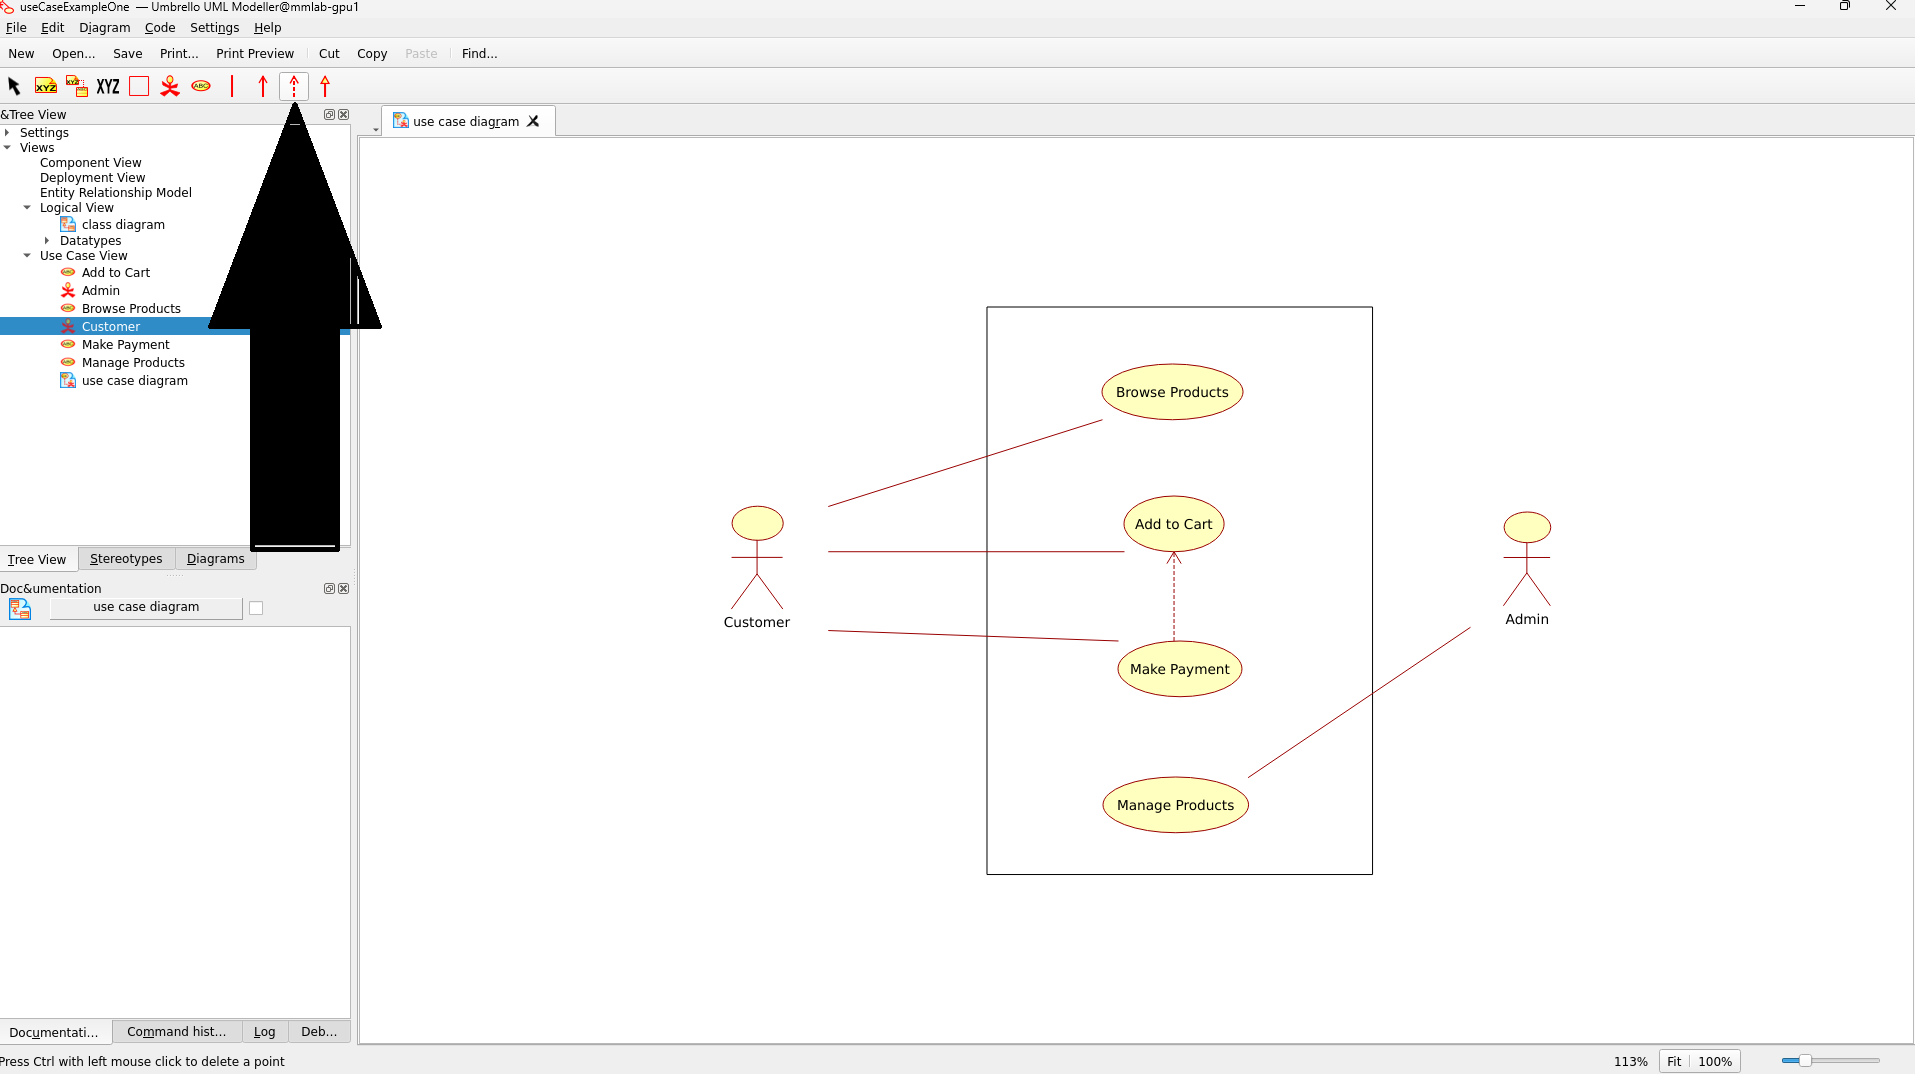 useCaseExampleOne — Umbrello UML Modeller@mmlab-gpu1
File Edit Diagram Code Settings Help
New Open... Save Print... Print Preview Cut Copy Paste Find...
XYZ XYZ XYZ ABC
&Tree View
use case diagram
Settings
Views
Component View
Deployment View
Entity Relationship Model
Logical View
class diagram
Datatypes
Use Case View
Add to Cart
Admin
Browse Products
Customer
Make Payment
Manage Products
use case diagram
Tree View Stereotypes Diagrams
Doc&umentation
use case diagram
Browse Products
Add to Cart
Customer
Admin
Make Payment
Manage Products
Documentati... Command hist... Log Deb...
Press Ctrl with left mouse click to delete a point
113% Fit 100%